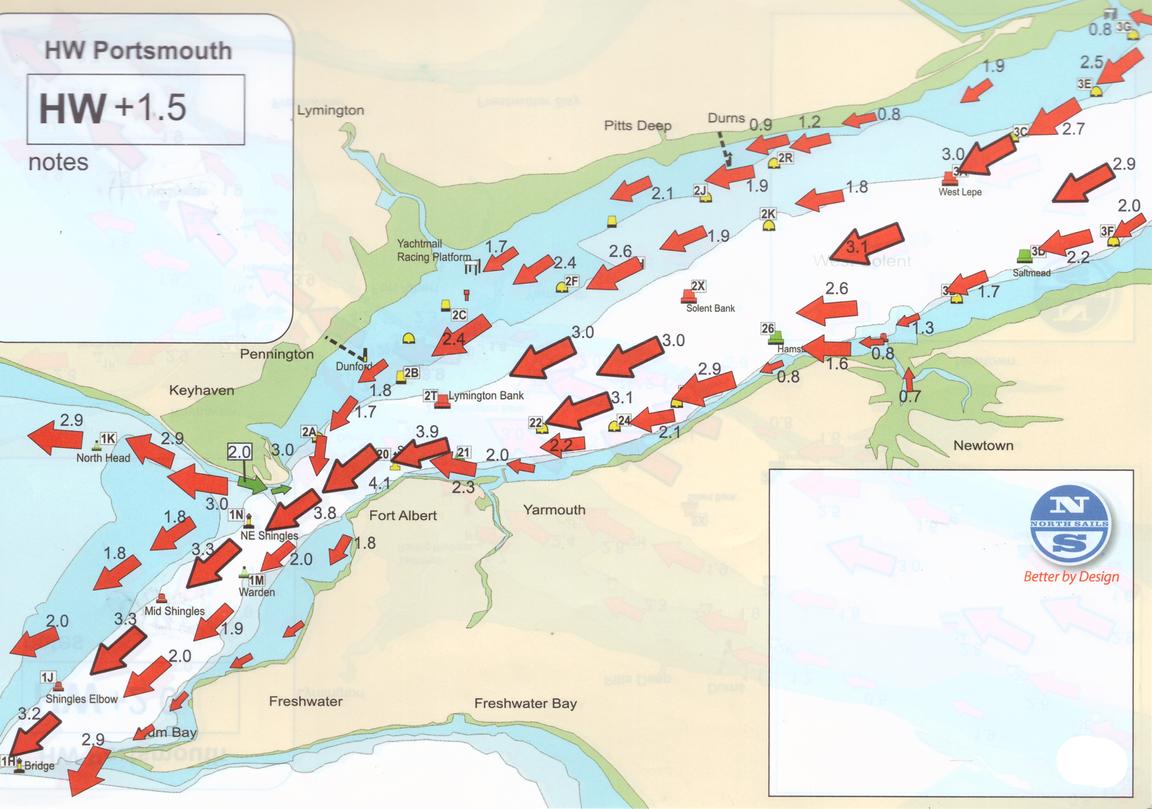 HW Portsmouth
HW +1.5
notes
Lymington
Pitts Deep
Durns
0.9
1.2
0.8
1.9
0.8
3G
2.5
3E
2.7
3C
3.0
West Lepe
2.9
2.0
3F
2R
2.1
2J
1.9
1.8
2K
3.1
3D
2.2
Saltmead
Yachtmail
Racing Platform
1.7
2.4
2F
2.6
1.9
2X
Solent Bank
2.6
1.7
1.3
2C
2.4
3.0
3.0
26
1.6
0.8
0.7
Pennington
1.8
2B
Keyhaven
2T
Lymington Bank
2.9
0.8
1.7
3.1
22
24
2.1
Newtown
2.9
1K
North Head
2.9
2.0
3.0
2A
3.9
20
4.1
21
2.0
2.2
2.3
3.0
1N
NE Shingles
3.8
Fort Albert
Yarmouth
1.8
3.3
2.0
1.8
1.8
1M
Warden
Mid Shingles
2.0
3.3
1.9
2.0
1J
Shingles Elbow
Freshwater
Freshwater Bay
3.2
2.9
Bay
1H
Bridge
N
NORTH SAILS
S
Better by Design